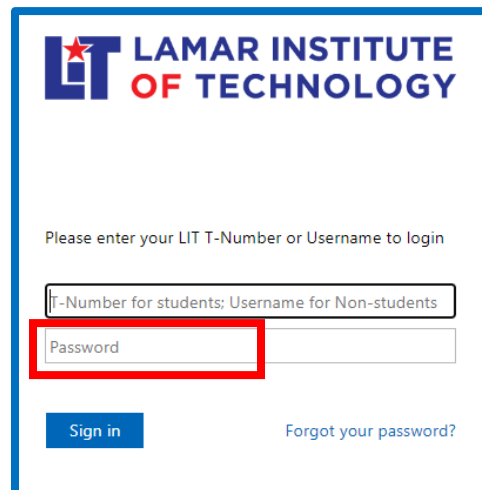 LIT LAMAR INSTITUTE
OF TECHNOLOGY
Please enter your LIT T-Number or Username to login
T-Number for students; Username for Non-students
Password
Sign in Forgot your password?